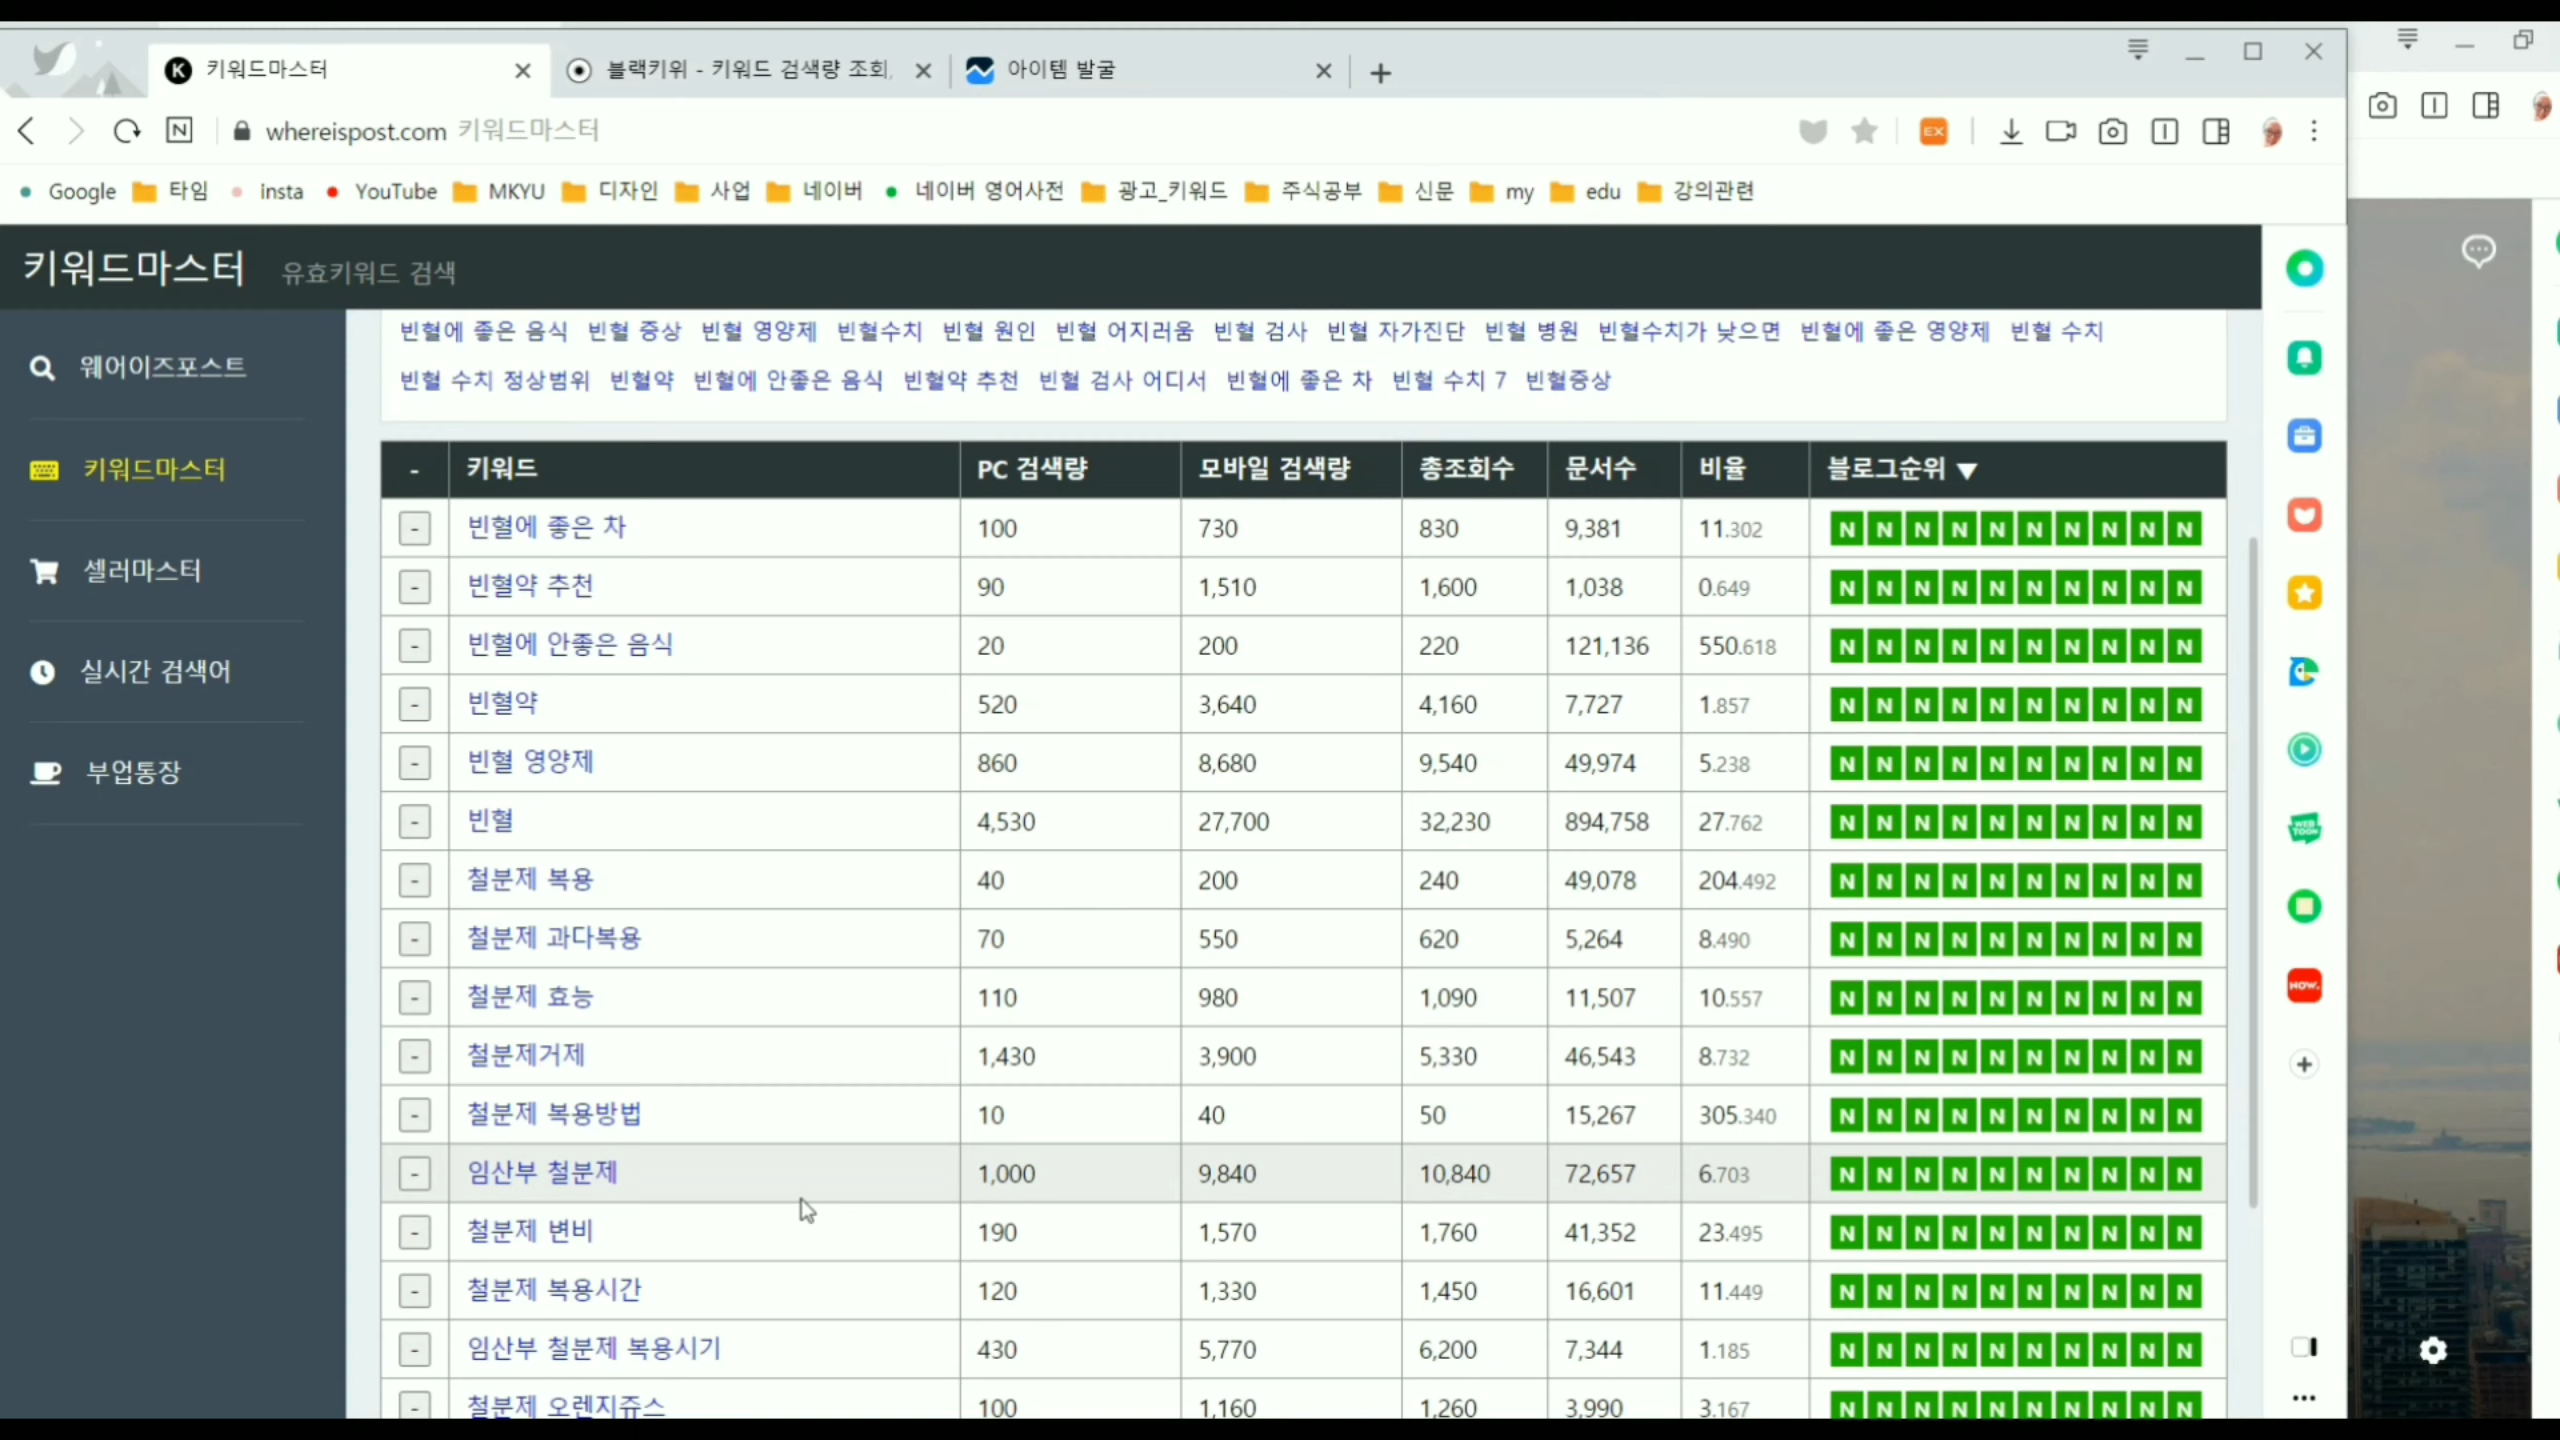 키워드마스터 블랙키위 - 키워드 검색량 조회, 아이템 발굴
whereispost.com 키워드마스터 EX
Google 타임 insta YouTube MKYU 디자인 사업 네이버 네이버 영어사전 광고_키워드 주식공부 신문 my edu 강의관련
키워드마스터 유효키워드 검색
웨어이즈포스트
키워드마스터
셀러마스터
실시간 검색어
부업통장
빈혈에 좋은 음식 빈혈 증상 빈혈 영양제 빈혈수치 빈혈 원인 빈혈 어지러움 빈혈 검사 빈혈 자가진단 빈혈 병원 빈혈수치가 낮으면 빈혈에 좋은 영양제 빈혈 수치
빈혈 수치 정상범위 빈혈약 빈혈에 안좋은 음식 빈혈약 추천 빈혈 검사 어디서 빈혈에 좋은 차 빈혈 수치 7 빈혈증상
- 키워드 PC 검색량 모바일 검색량 총조회수 문서수 비율 블로그순위 ▼
- 빈혈에 좋은 차 100 730 830 9,381 11.302 N N N N N N N N N N
- 빈혈약 추천 90 1,510 1,600 1,038 0.649 N N N N N N N N N N
- 빈혈에 안좋은 음식 20 200 220 121,136 550.618 N N N N N N N N N N
- 빈혈약 520 3,640 4,160 7,727 1.857 N N N N N N N N N N
- 빈혈 영양제 860 8,680 9,540 49,974 5.238 N N N N N N N N N N
- 빈혈 4,530 27,700 32,230 894,758 27.762 N N N N N N N N N N
- 철분제 복용 40 200 240 49,078 204.492 N N N N N N N N N N
- 철분제 과다복용 70 550 620 5,264 8.490 N N N N N N N N N N
- 철분제 효능 110 980 1,090 11,507 10.557 N N N N N N N N N N
- 철분제거제 1,430 3,900 5,330 46,543 8.732 N N N N N N N N N N
- 철분제 복용방법 10 40 50 15,267 305.340 N N N N N N N N N N
- 임산부 철분제 1,000 9,840 10,840 72,657 6.703 N N N N N N N N N N
- 철분제 변비 190 1,570 1,760 41,352 23.495 N N N N N N N N N N
- 철분제 복용시간 120 1,330 1,450 16,601 11.449 N N N N N N N N N N
- 임산부 철분제 복용시기 430 5,770 6,200 7,344 1.185 N N N N N N N N N N
- 철분제 오렌지쥬스 100 1,160 1,260 3,990 3.167 N N N N N N N N N N
WEB TOON
NOW.